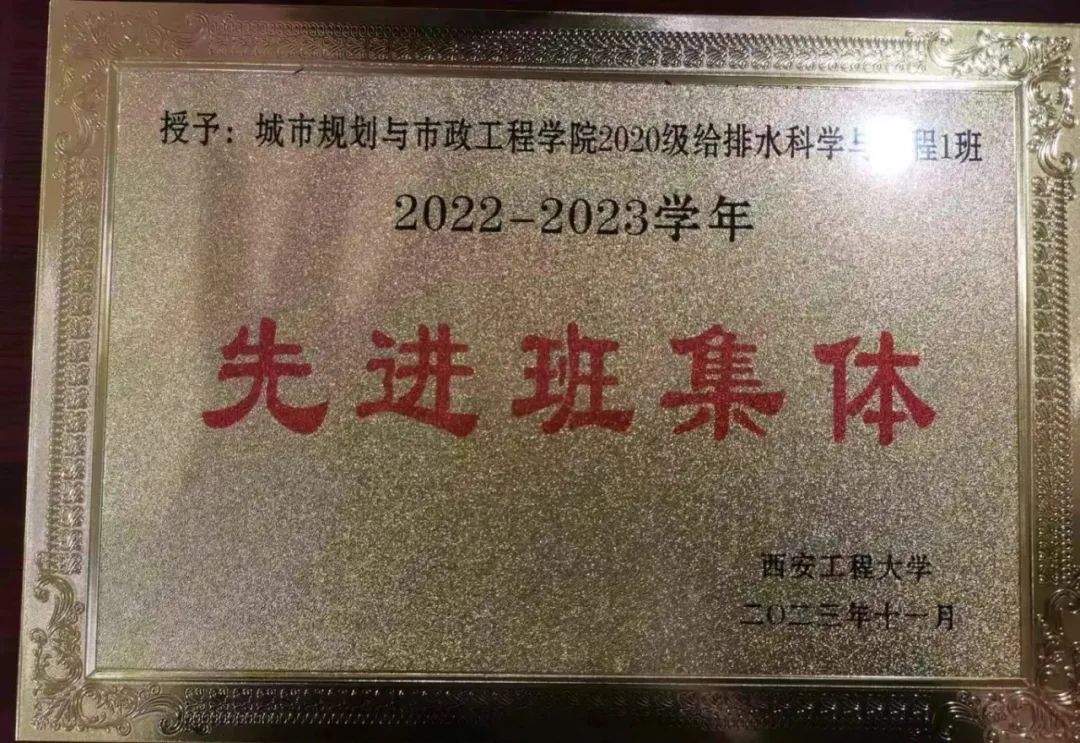 授予：城市规划与市政工程学院2020级给排水科学与 程1班
2022-2023学年
先进班集体
西安工程大学
二〇二三年十一月